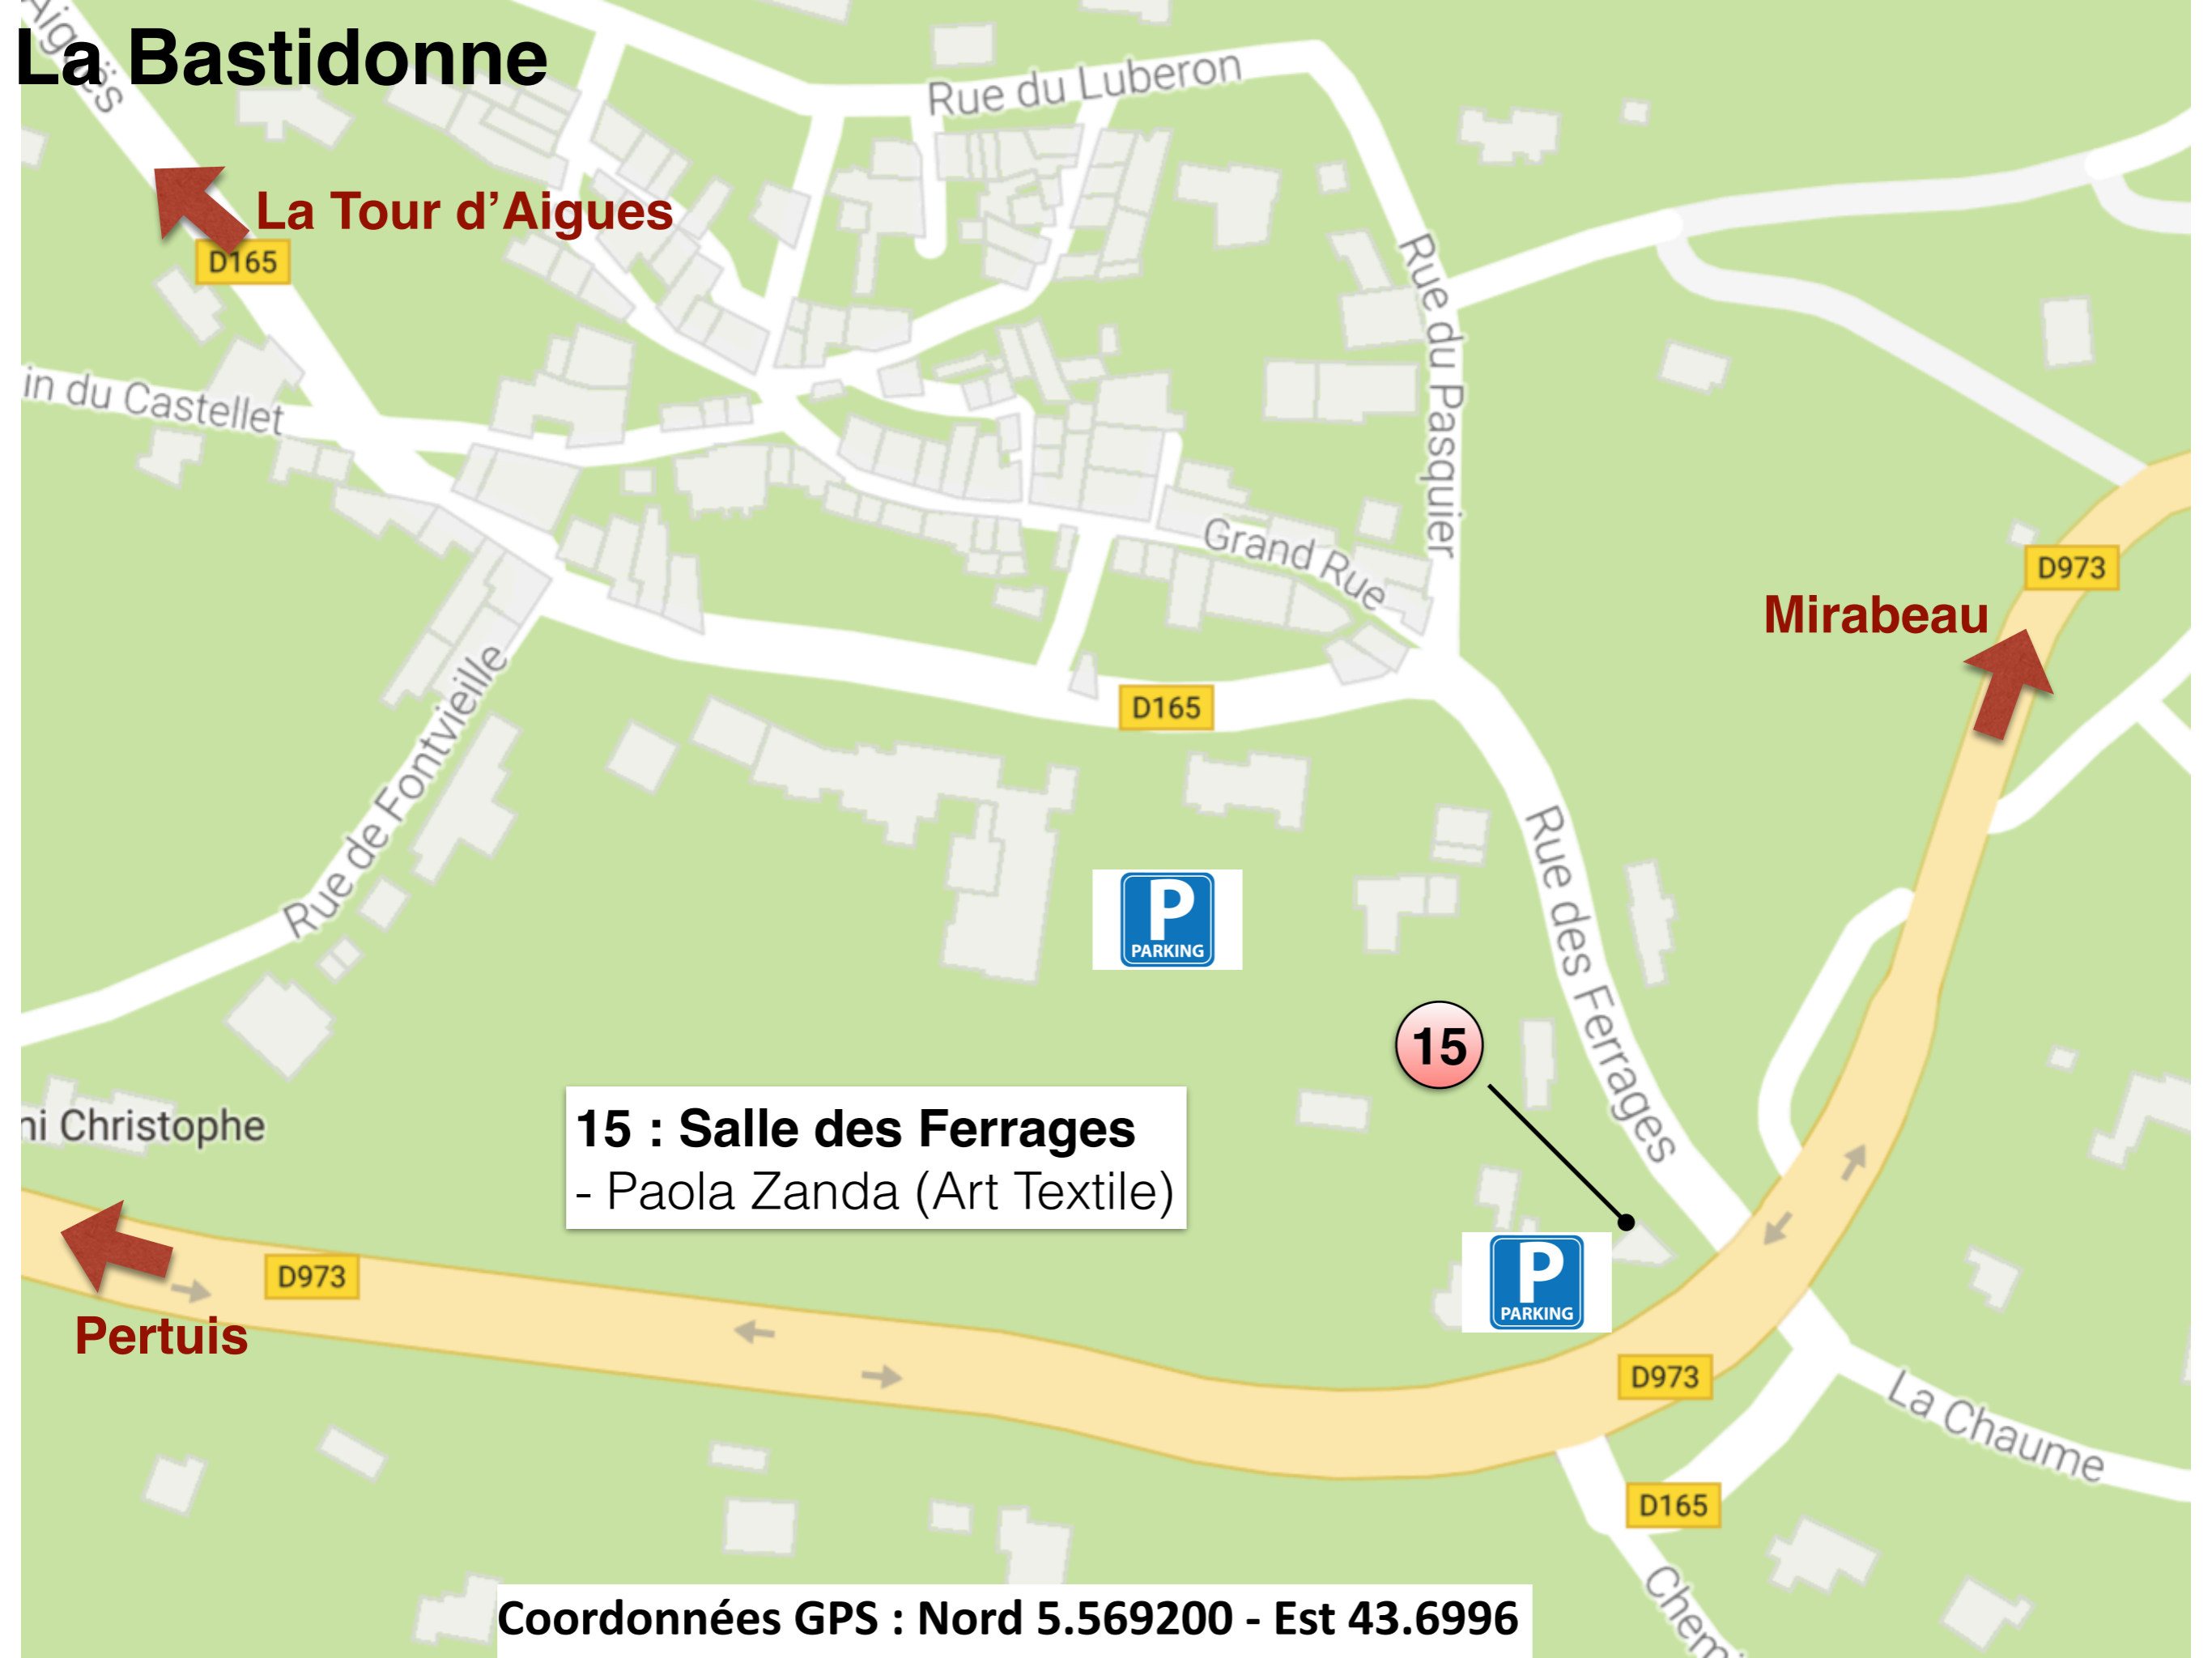 La Bastidonne
Rue du Luberon
La Tour d’Aigues
D165
in du Castellet
Rue du Pasquier
Grand Rue
D973
Mirabeau
D165
Rue de Fontvieille
Rue des Ferrages
P
PARKING
15
ni Christophe
15 : Salle des Ferrages
- Paola Zanda (Art Textile)
P
PARKING
D973
Pertuis
D973
La Chaume
D165
Coordonnées GPS : Nord 5.569200 - Est 43.6996